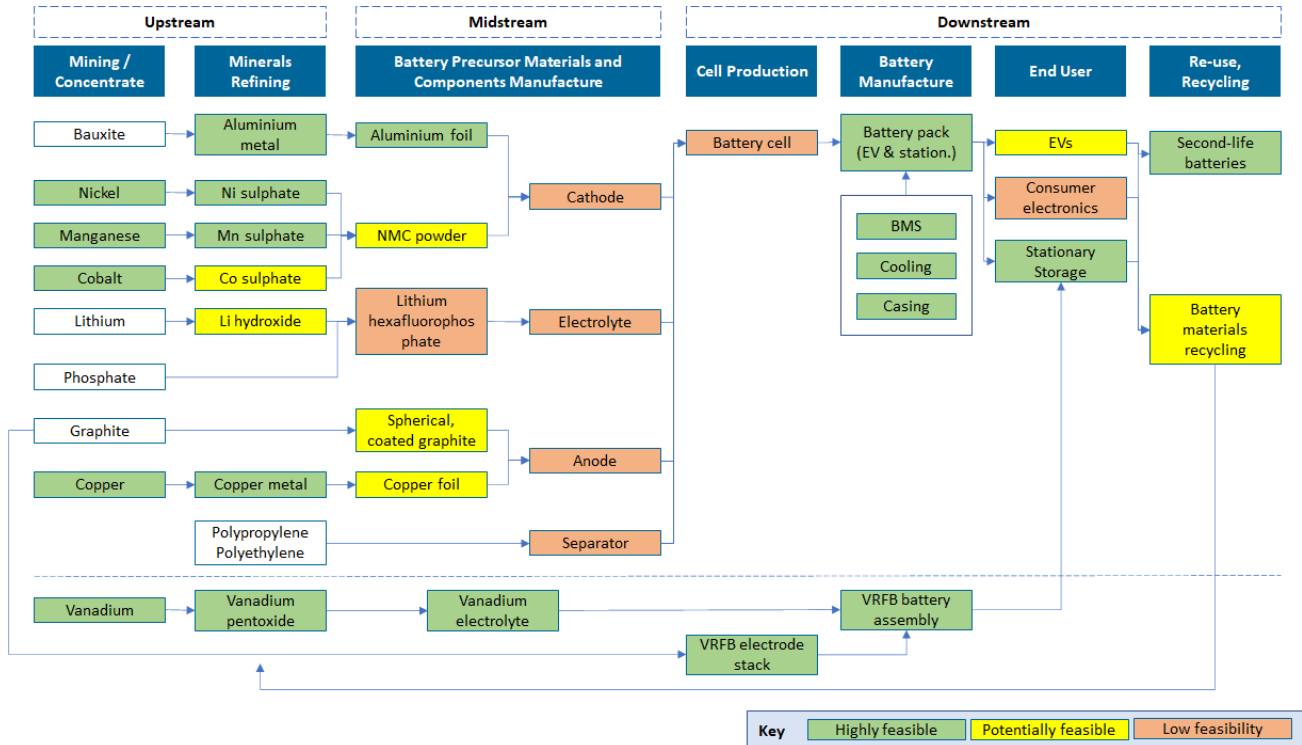 Upstream
Midstream
Downstream
Mining /
Concentrate
Minerals
Refining
Battery Precursor Materials and
Components Manufacture
Cell Production
Battery
Manufacture
End User
Re-use,
Recycling
Bauxite
Aluminium
metal
Aluminium foil
Battery cell
Battery pack
(EV & station.)
EVs
Second-life
batteries
Nickel
Ni sulphate
Cathode
Consumer
electronics
Manganese
Mn sulphate
NMC powder
BMS
Stationary
Storage
Cobalt
Co sulphate
Cooling
Lithium
Li hydroxide
Lithium
hexafluorophos
phate
Electrolyte
Casing
Battery
materials
recycling
Phosphate
Graphite
Spherical,
coated graphite
Anode
Copper
Copper metal
Copper foil
Polypropylene
Polyethylene
Separator
Vanadium
Vanadium
pentoxide
Vanadium
electrolyte
VRFB battery
assembly
VRFB electrode
stack
Key
Highly feasible
Potentially feasible
Low feasibility